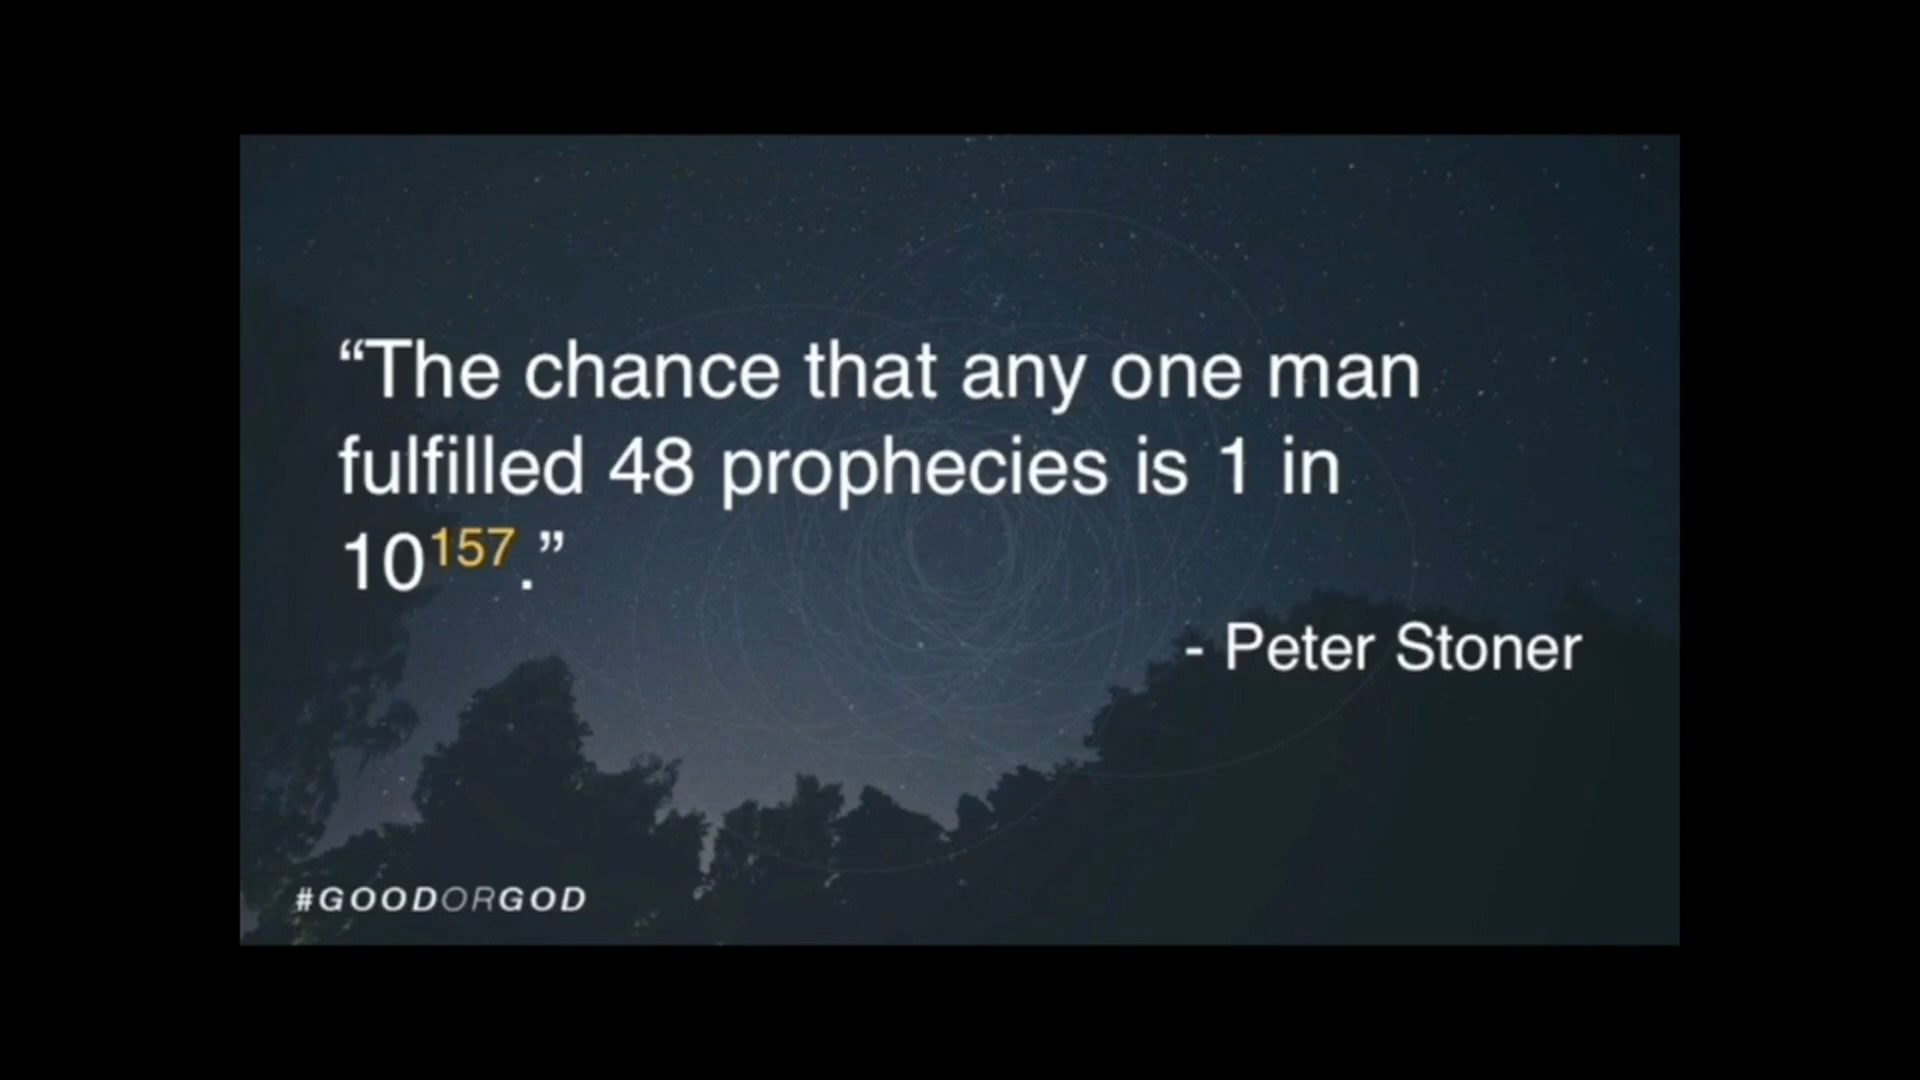 “The chance that any one man
fulfilled 48 prophecies is 1 in
10¹⁵⁷.”
- Peter Stoner
#GOODORGOD